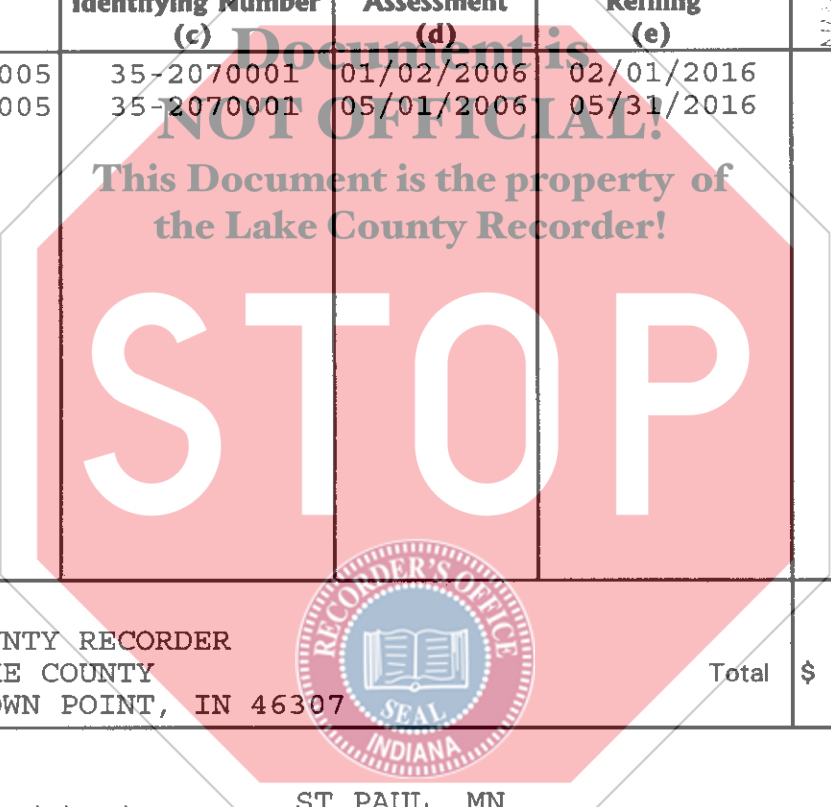 Identifying Number Assessment Refiling
(c) (d) (e)
Document is
005 35-2070001 01/02/2006 02/01/2016
005 35-2070001 05/01/2006 05/31/2016
NOT OFFICIAL!
This Document is the property of
the Lake County Recorder!
STOP
RECORDER'S OFFICE
SEAL
INDIANA
NTY RECORDER
E COUNTY
OWN POINT, IN 46307
Total $
ST PAUL, MN